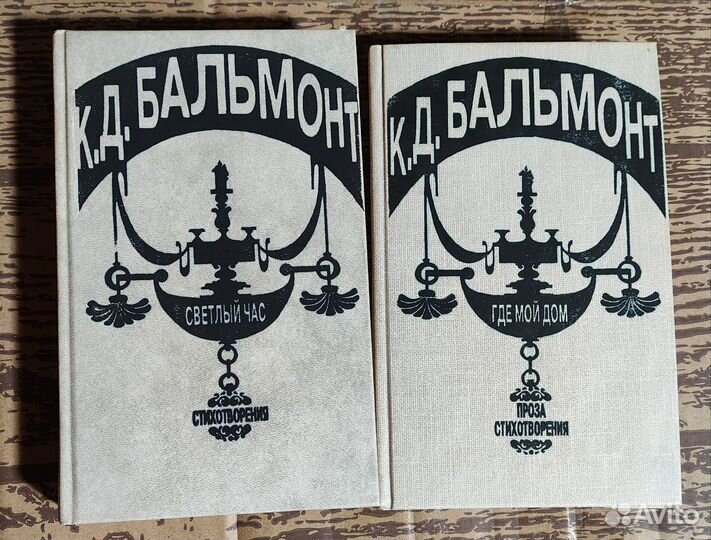 К.Д. БАЛЬМОНТ
СВЕТЛЫЙ ЧАС
СТИХОТВОРЕНИЯ
К.Д. БАЛЬМОНТ
ГДЕ МОЙ ДОМ
ПРОЗА
СТИХОТВОРЕНИЯ
Avito